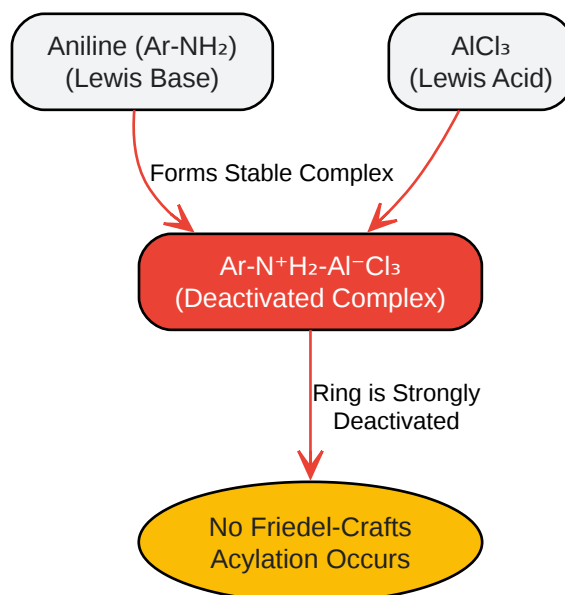 Aniline (Ar-NH₂)
(Lewis Base)
AlCl₃
(Lewis Acid)
Forms Stable Complex
Ar-N⁺H₂-Al⁻Cl₃
(Deactivated Complex)
Ring is Strongly
Deactivated
No Friedel-Crafts
Acylation Occurs